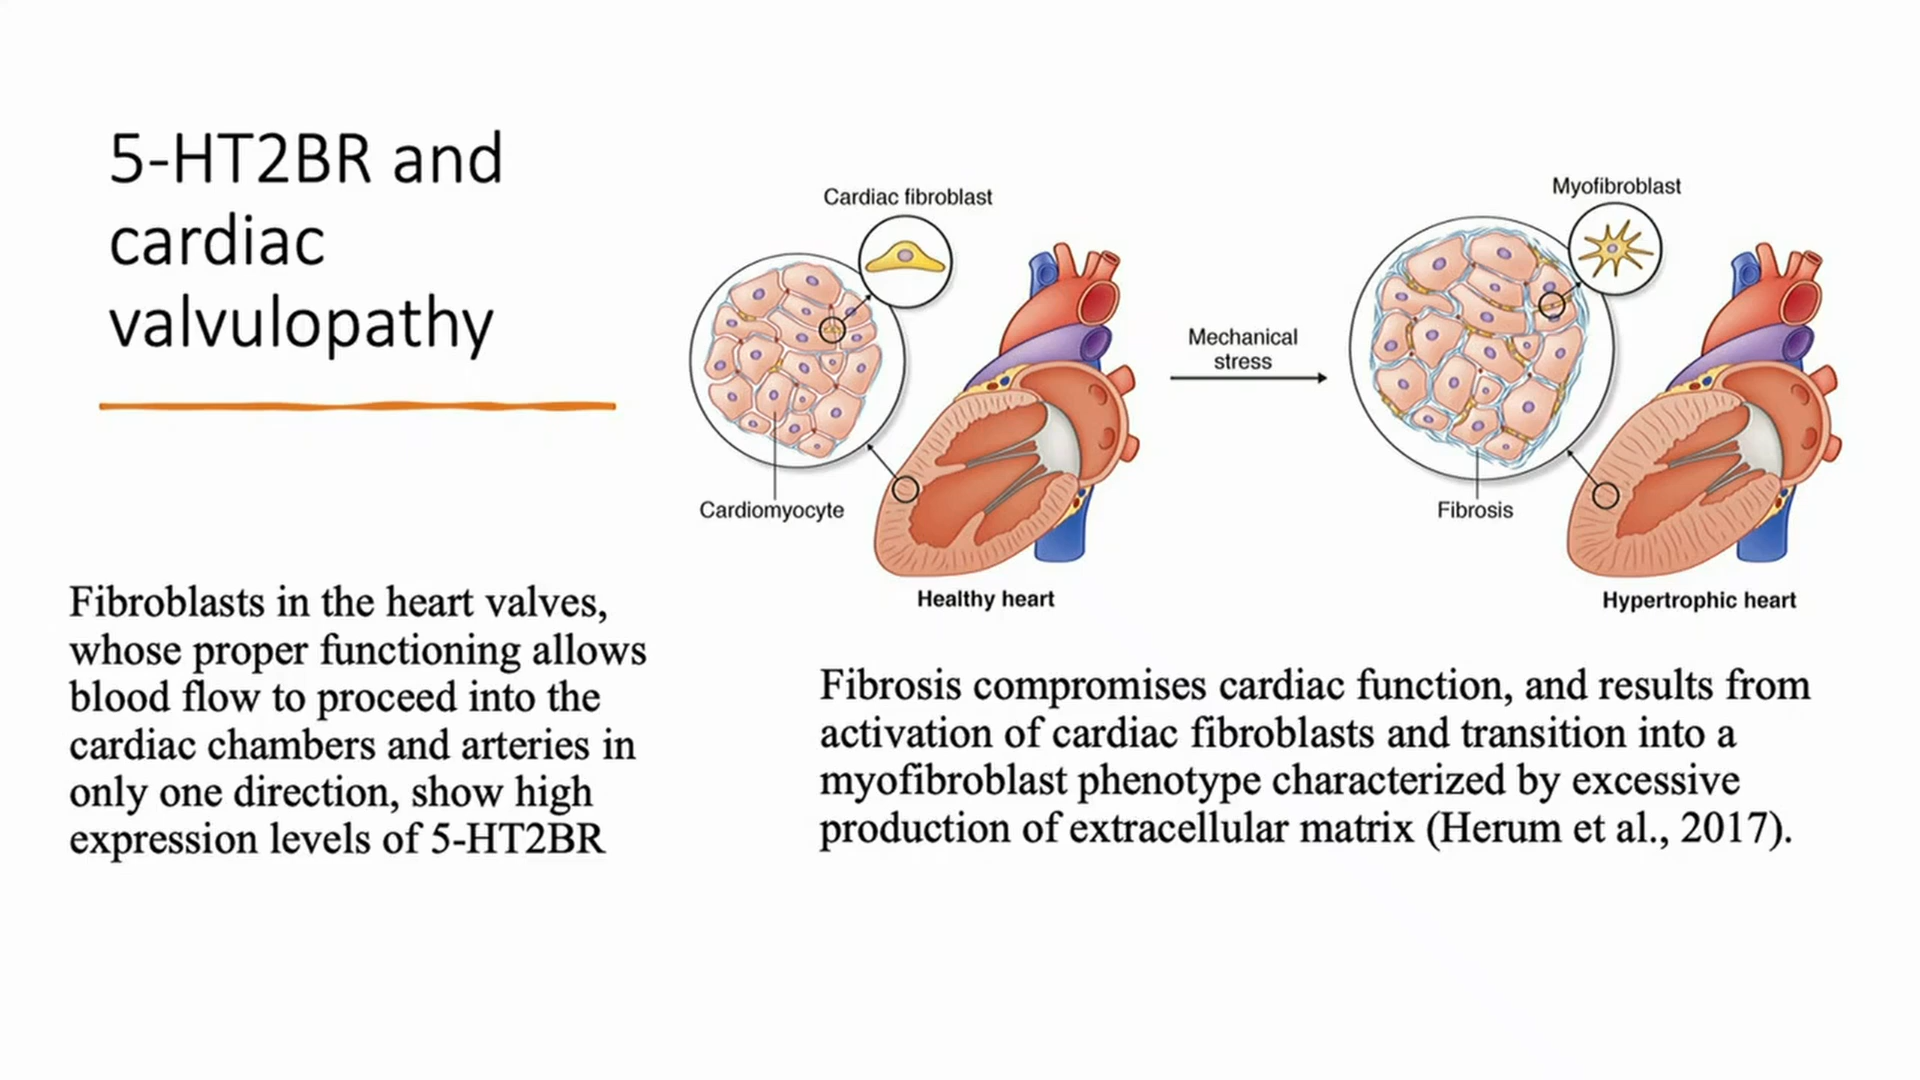 5-HT2BR and
cardiac
valvulopathy
Fibroblasts in the heart valves,
whose proper functioning allows
blood flow to proceed into the
cardiac chambers and arteries in
only one direction, show high
expression levels of 5-HT2BR
Cardiac fibroblast
Cardiomyocyte
Healthy heart
Mechanical
stress
Myofibroblast
Fibrosis
Hypertrophic heart
Fibrosis compromises cardiac function, and results from
activation of cardiac fibroblasts and transition into a
myofibroblast phenotype characterized by excessive
production of extracellular matrix (Herum et al., 2017).